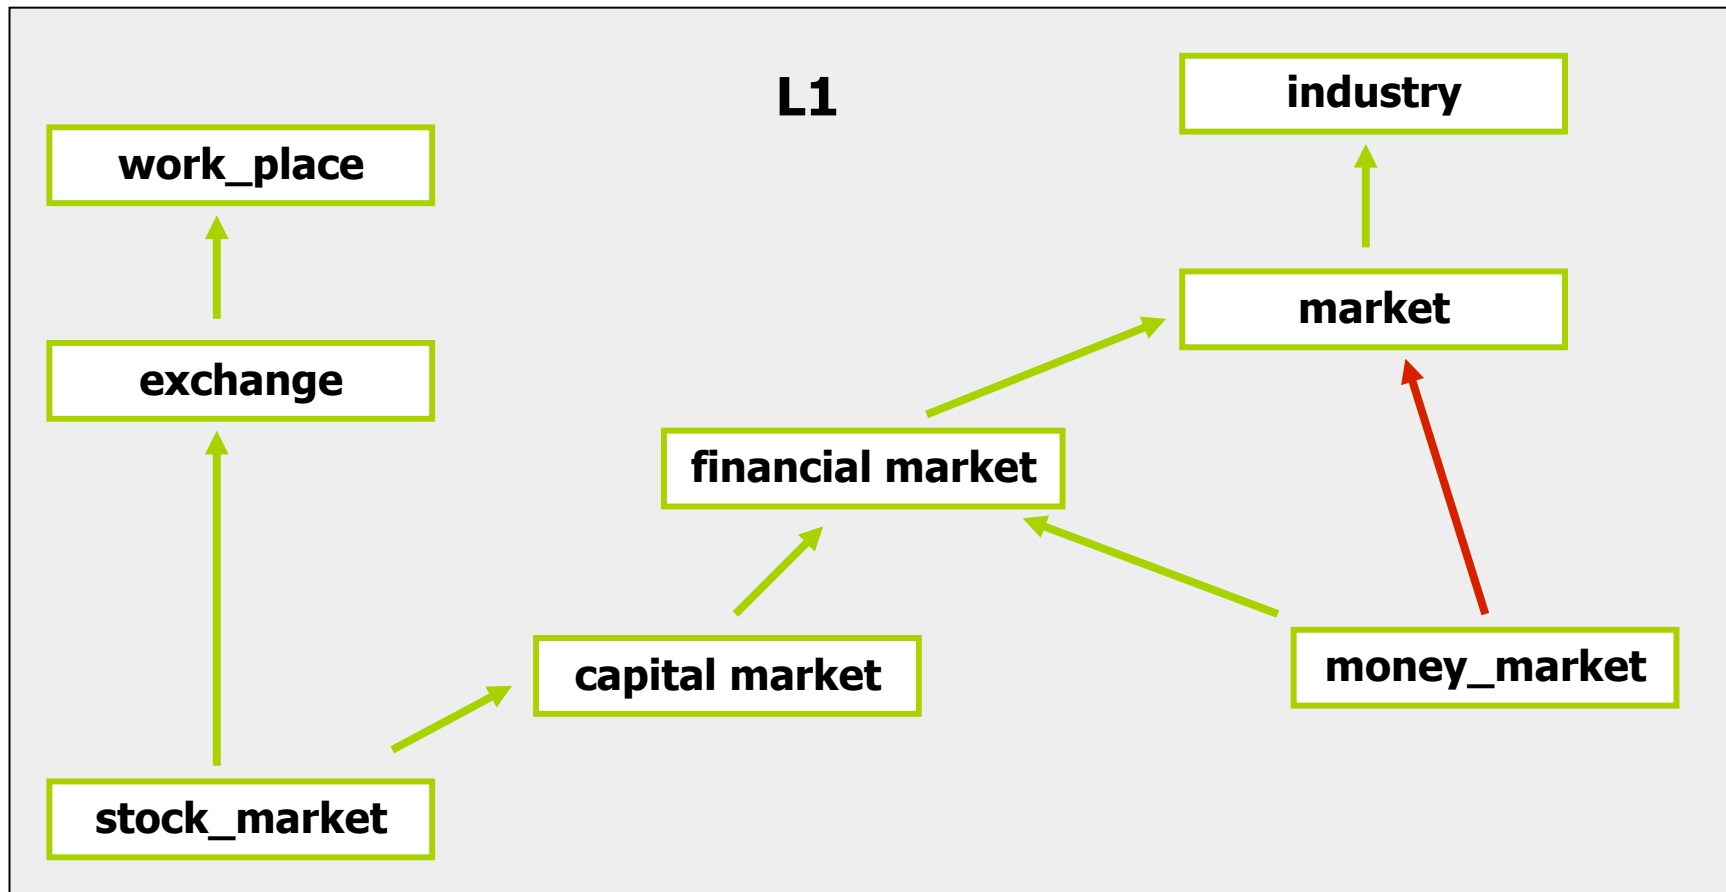 L1
industry
work_place
market
exchange
financial market
capital market
money_market
stock_market